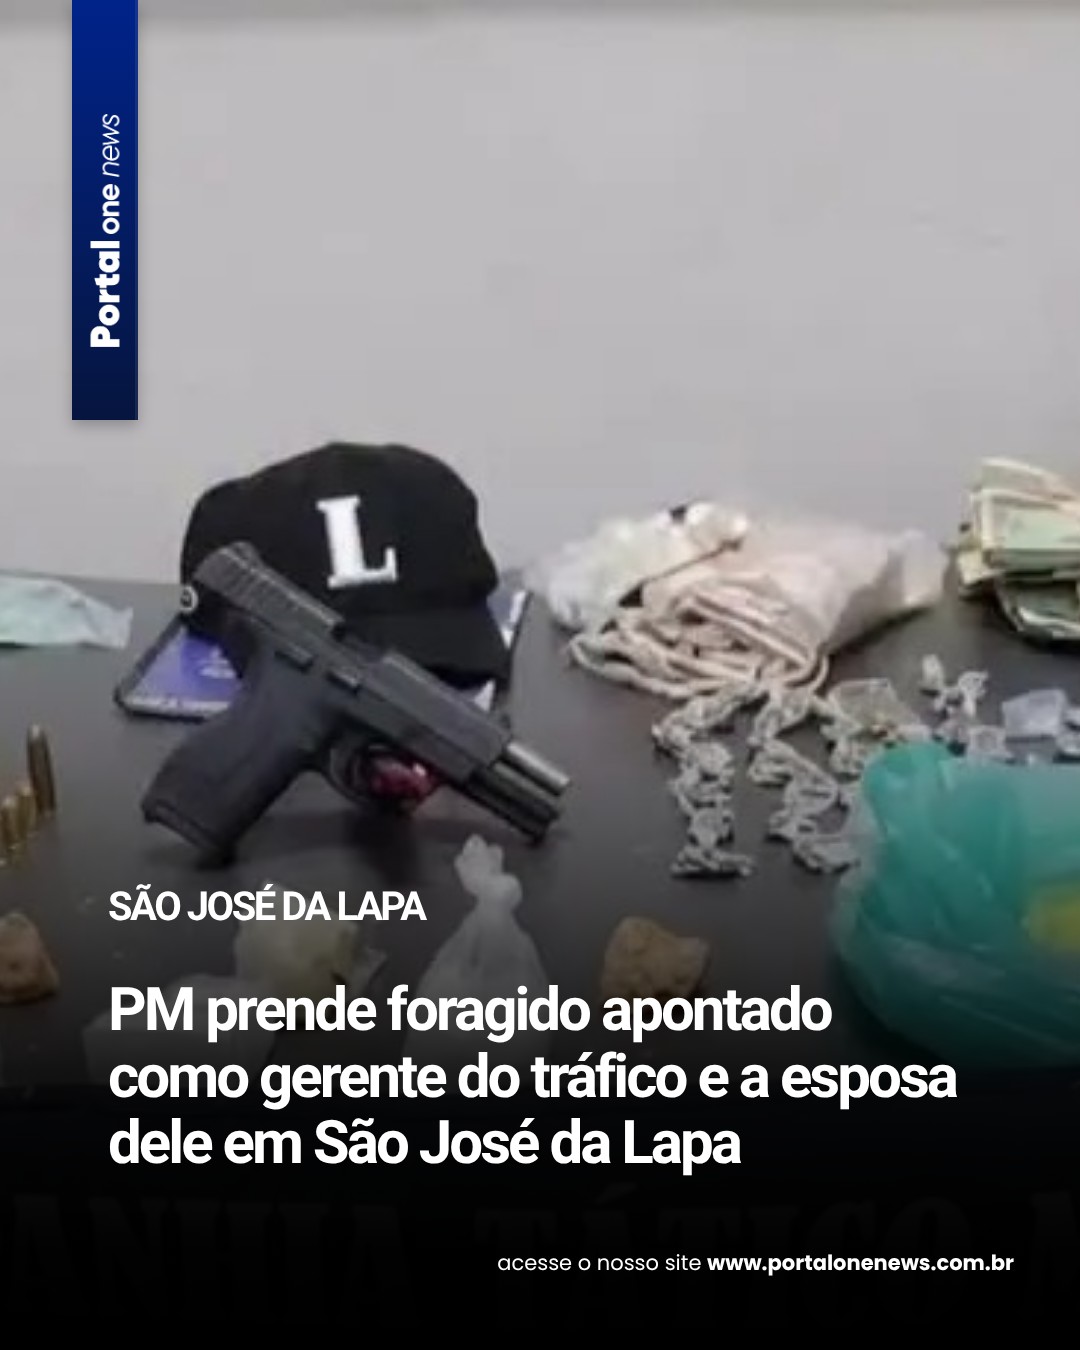 Portal one news
L
SÃO JOSÉ DA LAPA
PM prende foragido apontado
como gerente do tráfico e a esposa
dele em São José da Lapa
TÁTICO
acesse o nosso site www.portalonenews.com.br